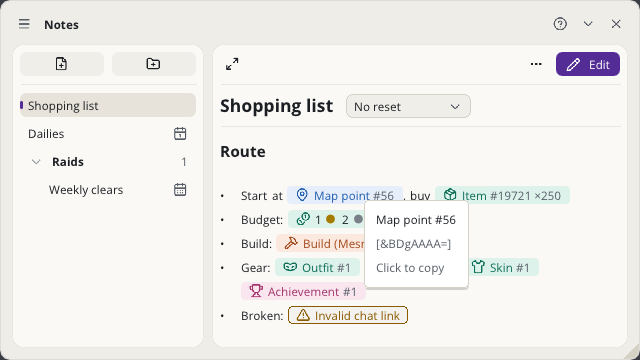 Notes
Edit
Shopping list
Dailies
Raids 1
Weekly clears
Shopping list No reset
Route
• Start at Map point #56, buy Item #19721 ×250
• Budget: 1 2
• Build: Build (Mesm
• Gear: Outfit #1 Skin #1
Achievement #1
• Broken: Invalid chat link
Map point #56
[&BDgAAAA=]
Click to copy